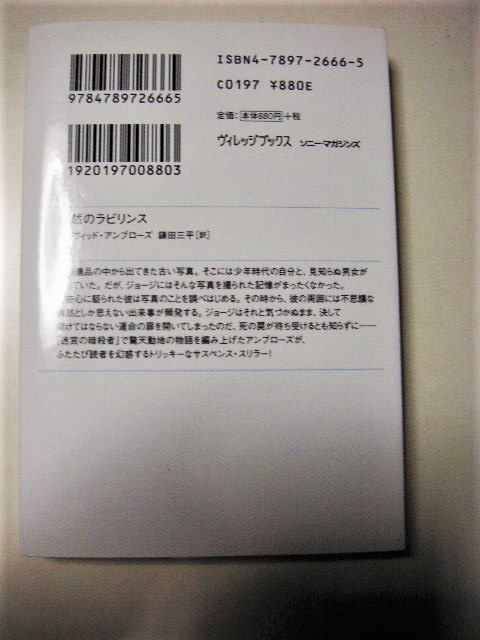 ISBN4-7897-2666-5
C0197 ¥880E
9784789726665
定価:本体880円+税
ヴィレッジブックス ソニーマガジンズ
1920197008803
然のラビリンス
ヴィッド・アンブローズ 鎌田三平[訳]
遺品の中から出てきた古い写真。そこには少年時代の自分と、見知らぬ男女が
っていた。だが、ジョージにはそんな写真を撮られた記憶がまったくなかった。
心に駆られた彼は写真のことを調べはじめる。その時から、彼の周囲には不思議な
然としか思えない出来事が頻発する。ジョージはそれと気づかぬまま、決して
開けてはならない運命の扉を開いてしまったのだ、死の罠が待ち受けるとも知らずに……
『迷宮の暗殺者』で驚天動地の物語を編み上げたアンブローズが、
ふたたび読者を幻惑するトリッキーなサスペンス・スリラー!